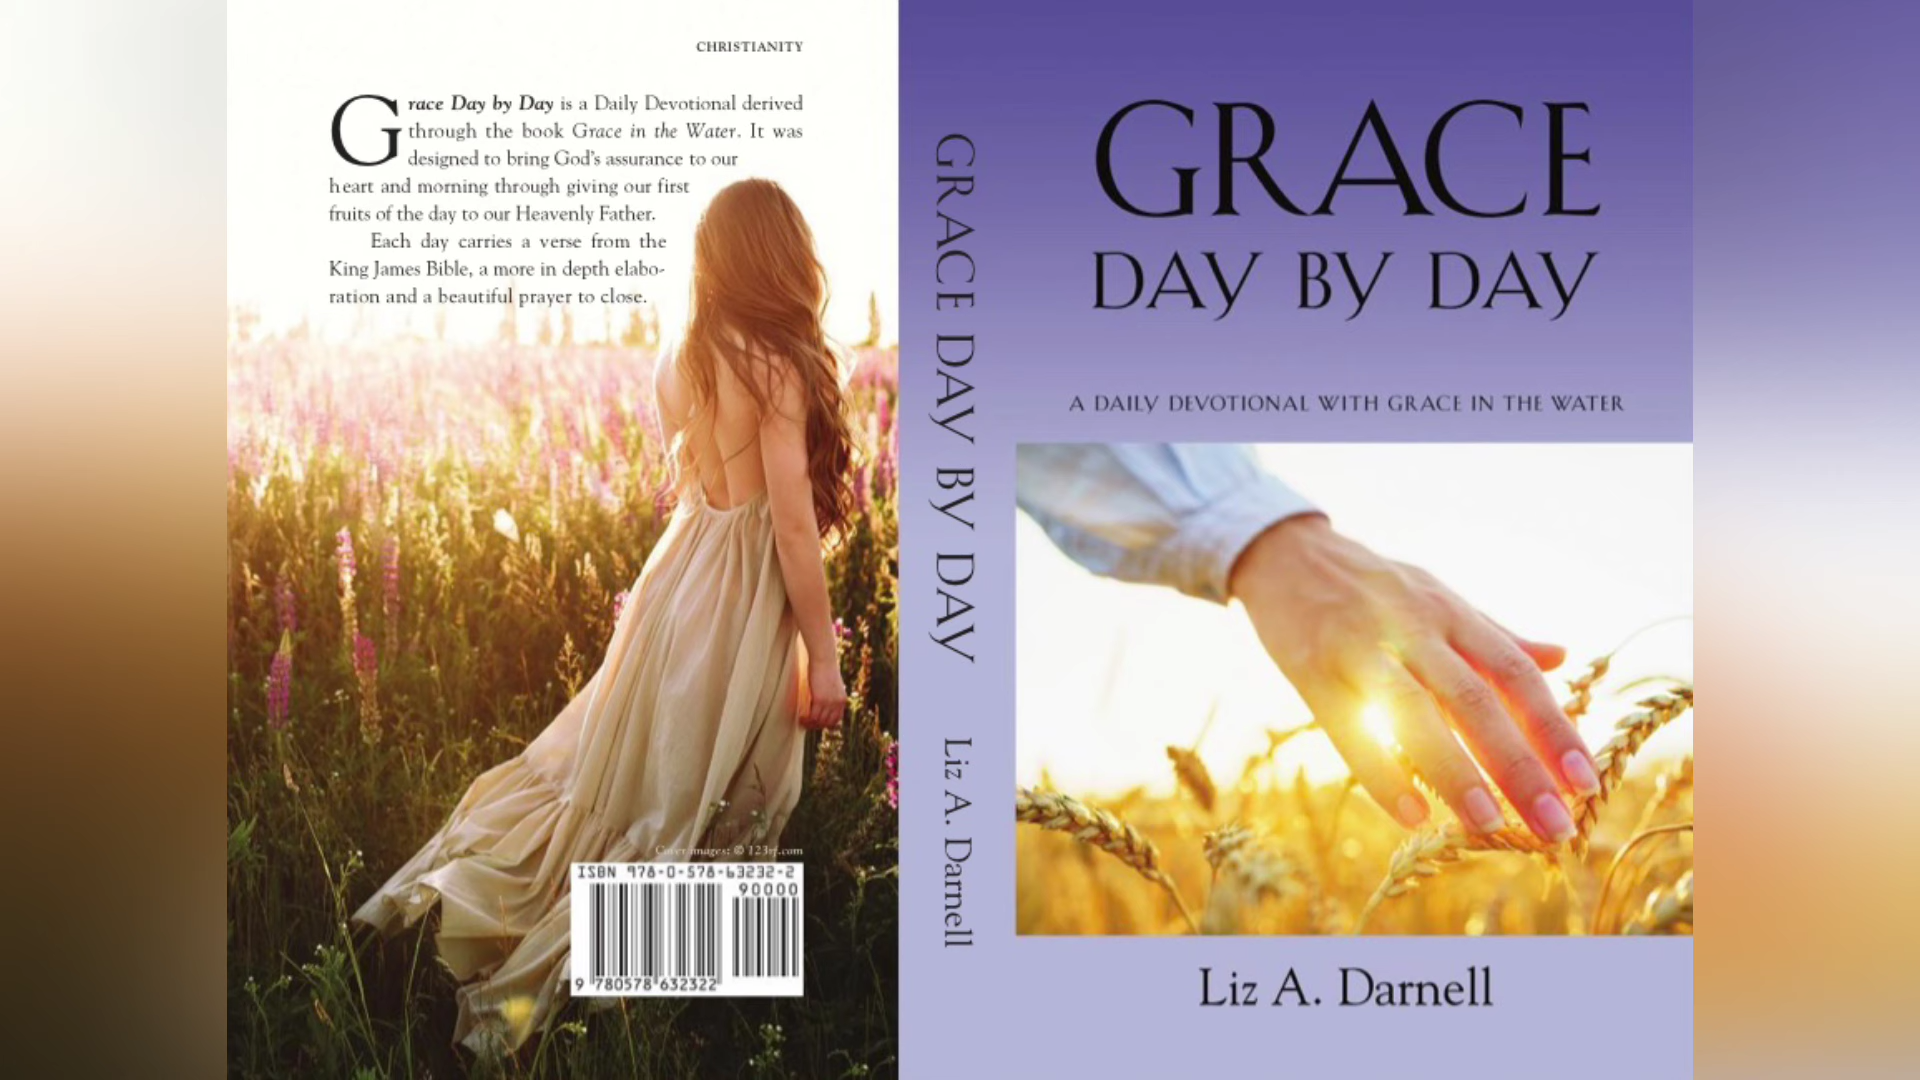 CHRISTIANITY
Grace Day by Day is a Daily Devotional derived
through the book Grace in the Water. It was
designed to bring God's assurance to our
heart and morning through giving our first
fruits of the day to our Heavenly Father.
Each day carries a verse from the
King James Bible, a more in depth elabo-
ration and a beautiful prayer to close.
Cover images: © 123rf.com
ISBN 978-0-578-63232-2
90000
9 780578 632322
GRACE DAY BY DAY Liz A. Darnell
GRACE
DAY BY DAY
A DAILY DEVOTIONAL WITH GRACE IN THE WATER
Liz A. Darnell